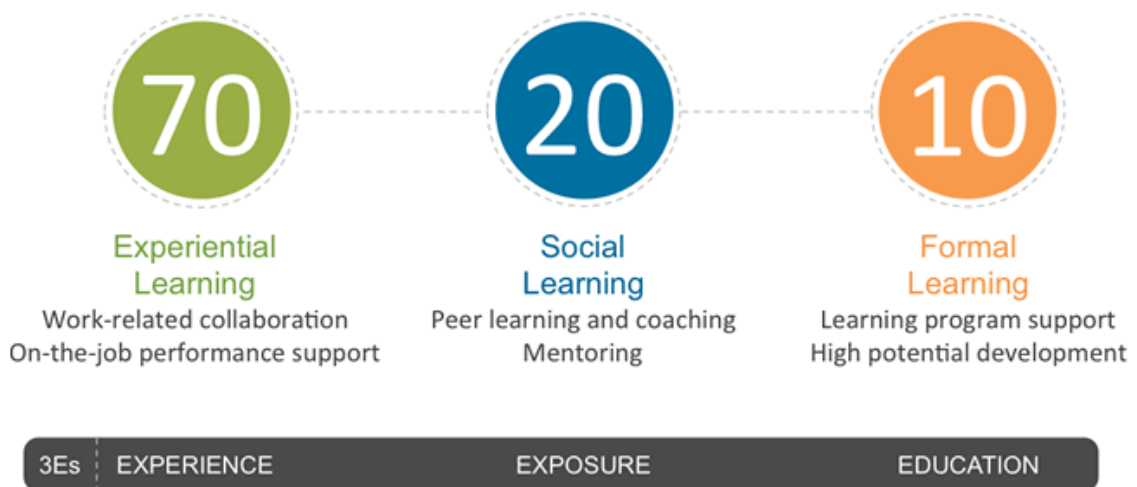 70
20
10
Experiential
Learning
Work-related collaboration
On-the-job performance support
Social
Learning
Peer learning and coaching
Mentoring
Formal
Learning
Learning program support
High potential development
3Es
EXPERIENCE
EXPOSURE
EDUCATION